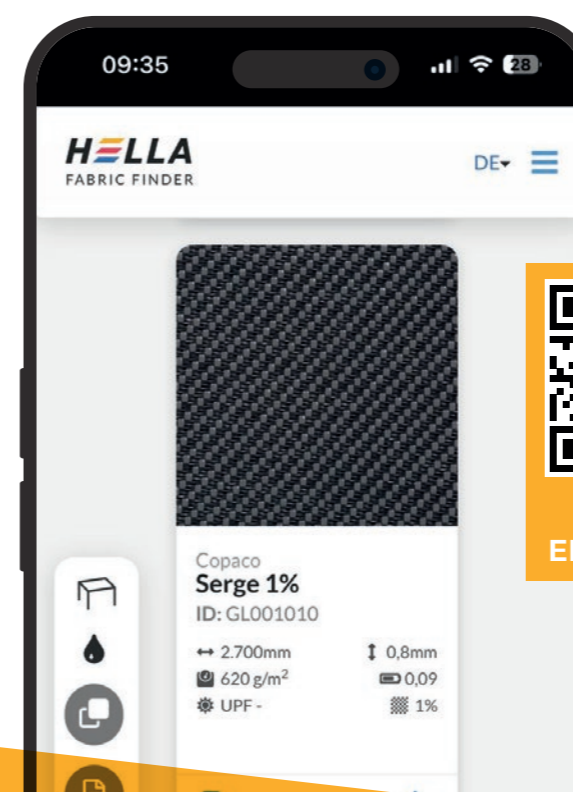 09:35
28
HELLA
FABRIC FINDER
DE
Copaco
Serge 1%
ID: GL001010
2.700mm
0,8mm
620 g/m²
0,09
UPF -
1%